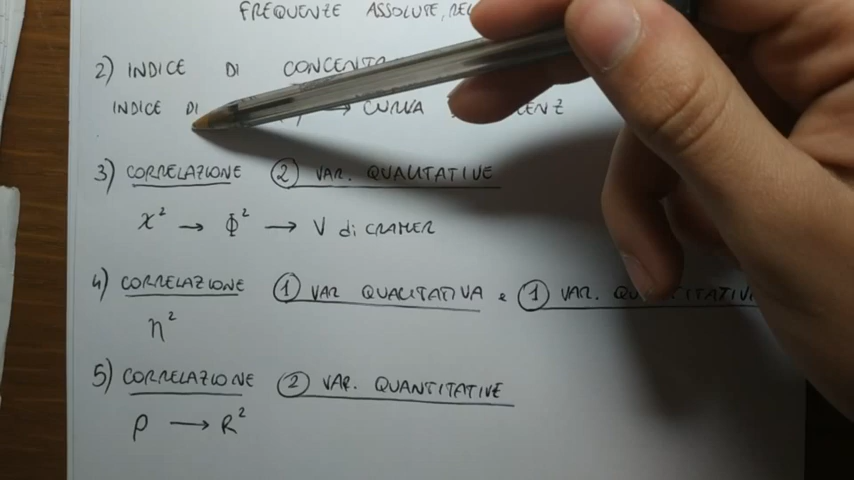 FREQUENZE ASSOLUTE,
2) INDICE DI
INDICE DI → CURVA
3) CORRELAZIONE ② VAR. QUALITATIVE
χ² → Φ² → V di CRAMER
4) CORRELAZIONE ① VAR QUALITATIVA e ① VAR.
η²
5) CORRELAZIONE ② VAR. QUANTITATIVE
ρ → R²